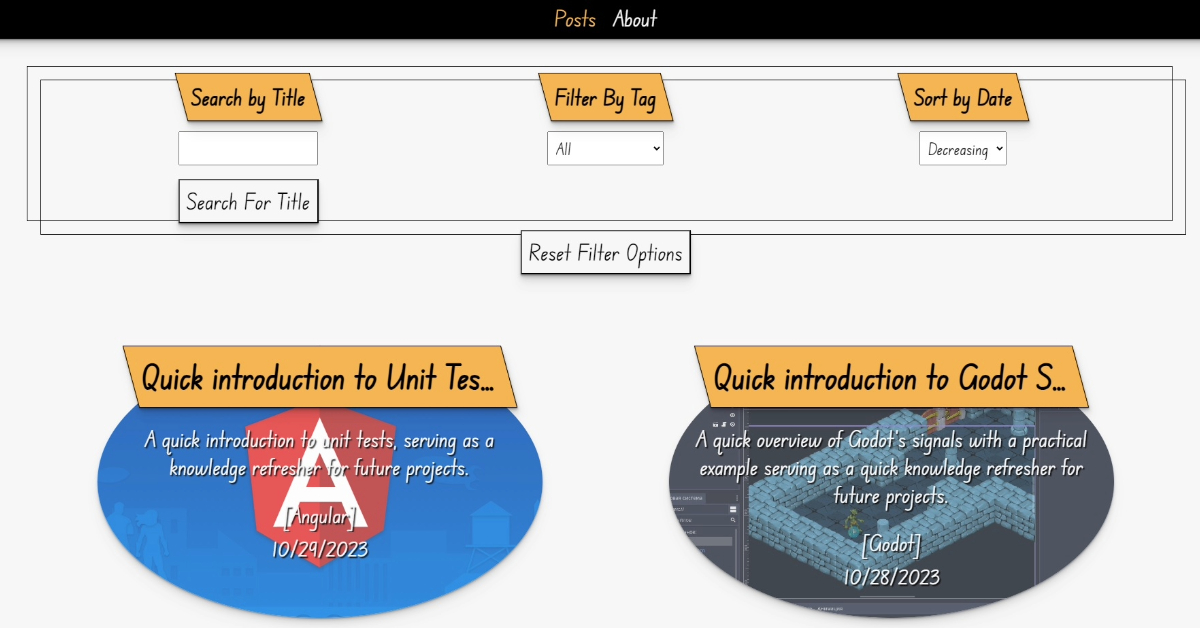 Posts About
Search by Title
Filter By Tag
Sort by Date
All
Decreasing
Search For Title
Reset Filter Options
Quick introduction to Unit Tes...
A quick introduction to unit tests, serving as a
knowledge refresher for future projects.
[Angular]
10/29/2023
Quick introduction to Godot S...
A quick overview of Godot's signals with a practical
example serving as a quick knowledge refresher for
future projects.
[Godot]
10/28/2023